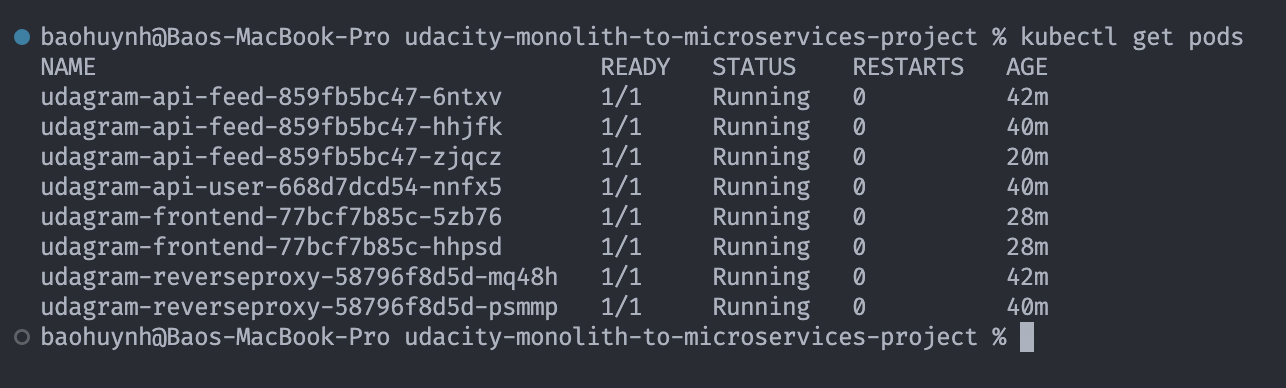 baohuynh@Baos-MacBook-Pro udacity-monolith-to-microservices-project % kubectl get pods
NAME READY STATUS RESTARTS AGE
udagram-api-feed-859fb5bc47-6ntxv 1/1 Running 0 42m
udagram-api-feed-859fb5bc47-hhjfk 1/1 Running 0 40m
udagram-api-feed-859fb5bc47-zjqcz 1/1 Running 0 20m
udagram-api-user-668d7dcd54-nnfx5 1/1 Running 0 40m
udagram-frontend-77bcf7b85c-5zb76 1/1 Running 0 28m
udagram-frontend-77bcf7b85c-hhpsd 1/1 Running 0 28m
udagram-reverseproxy-58796f8d5d-mq48h 1/1 Running 0 42m
udagram-reverseproxy-58796f8d5d-psmmp 1/1 Running 0 40m
baohuynh@Baos-MacBook-Pro udacity-monolith-to-microservices-project %